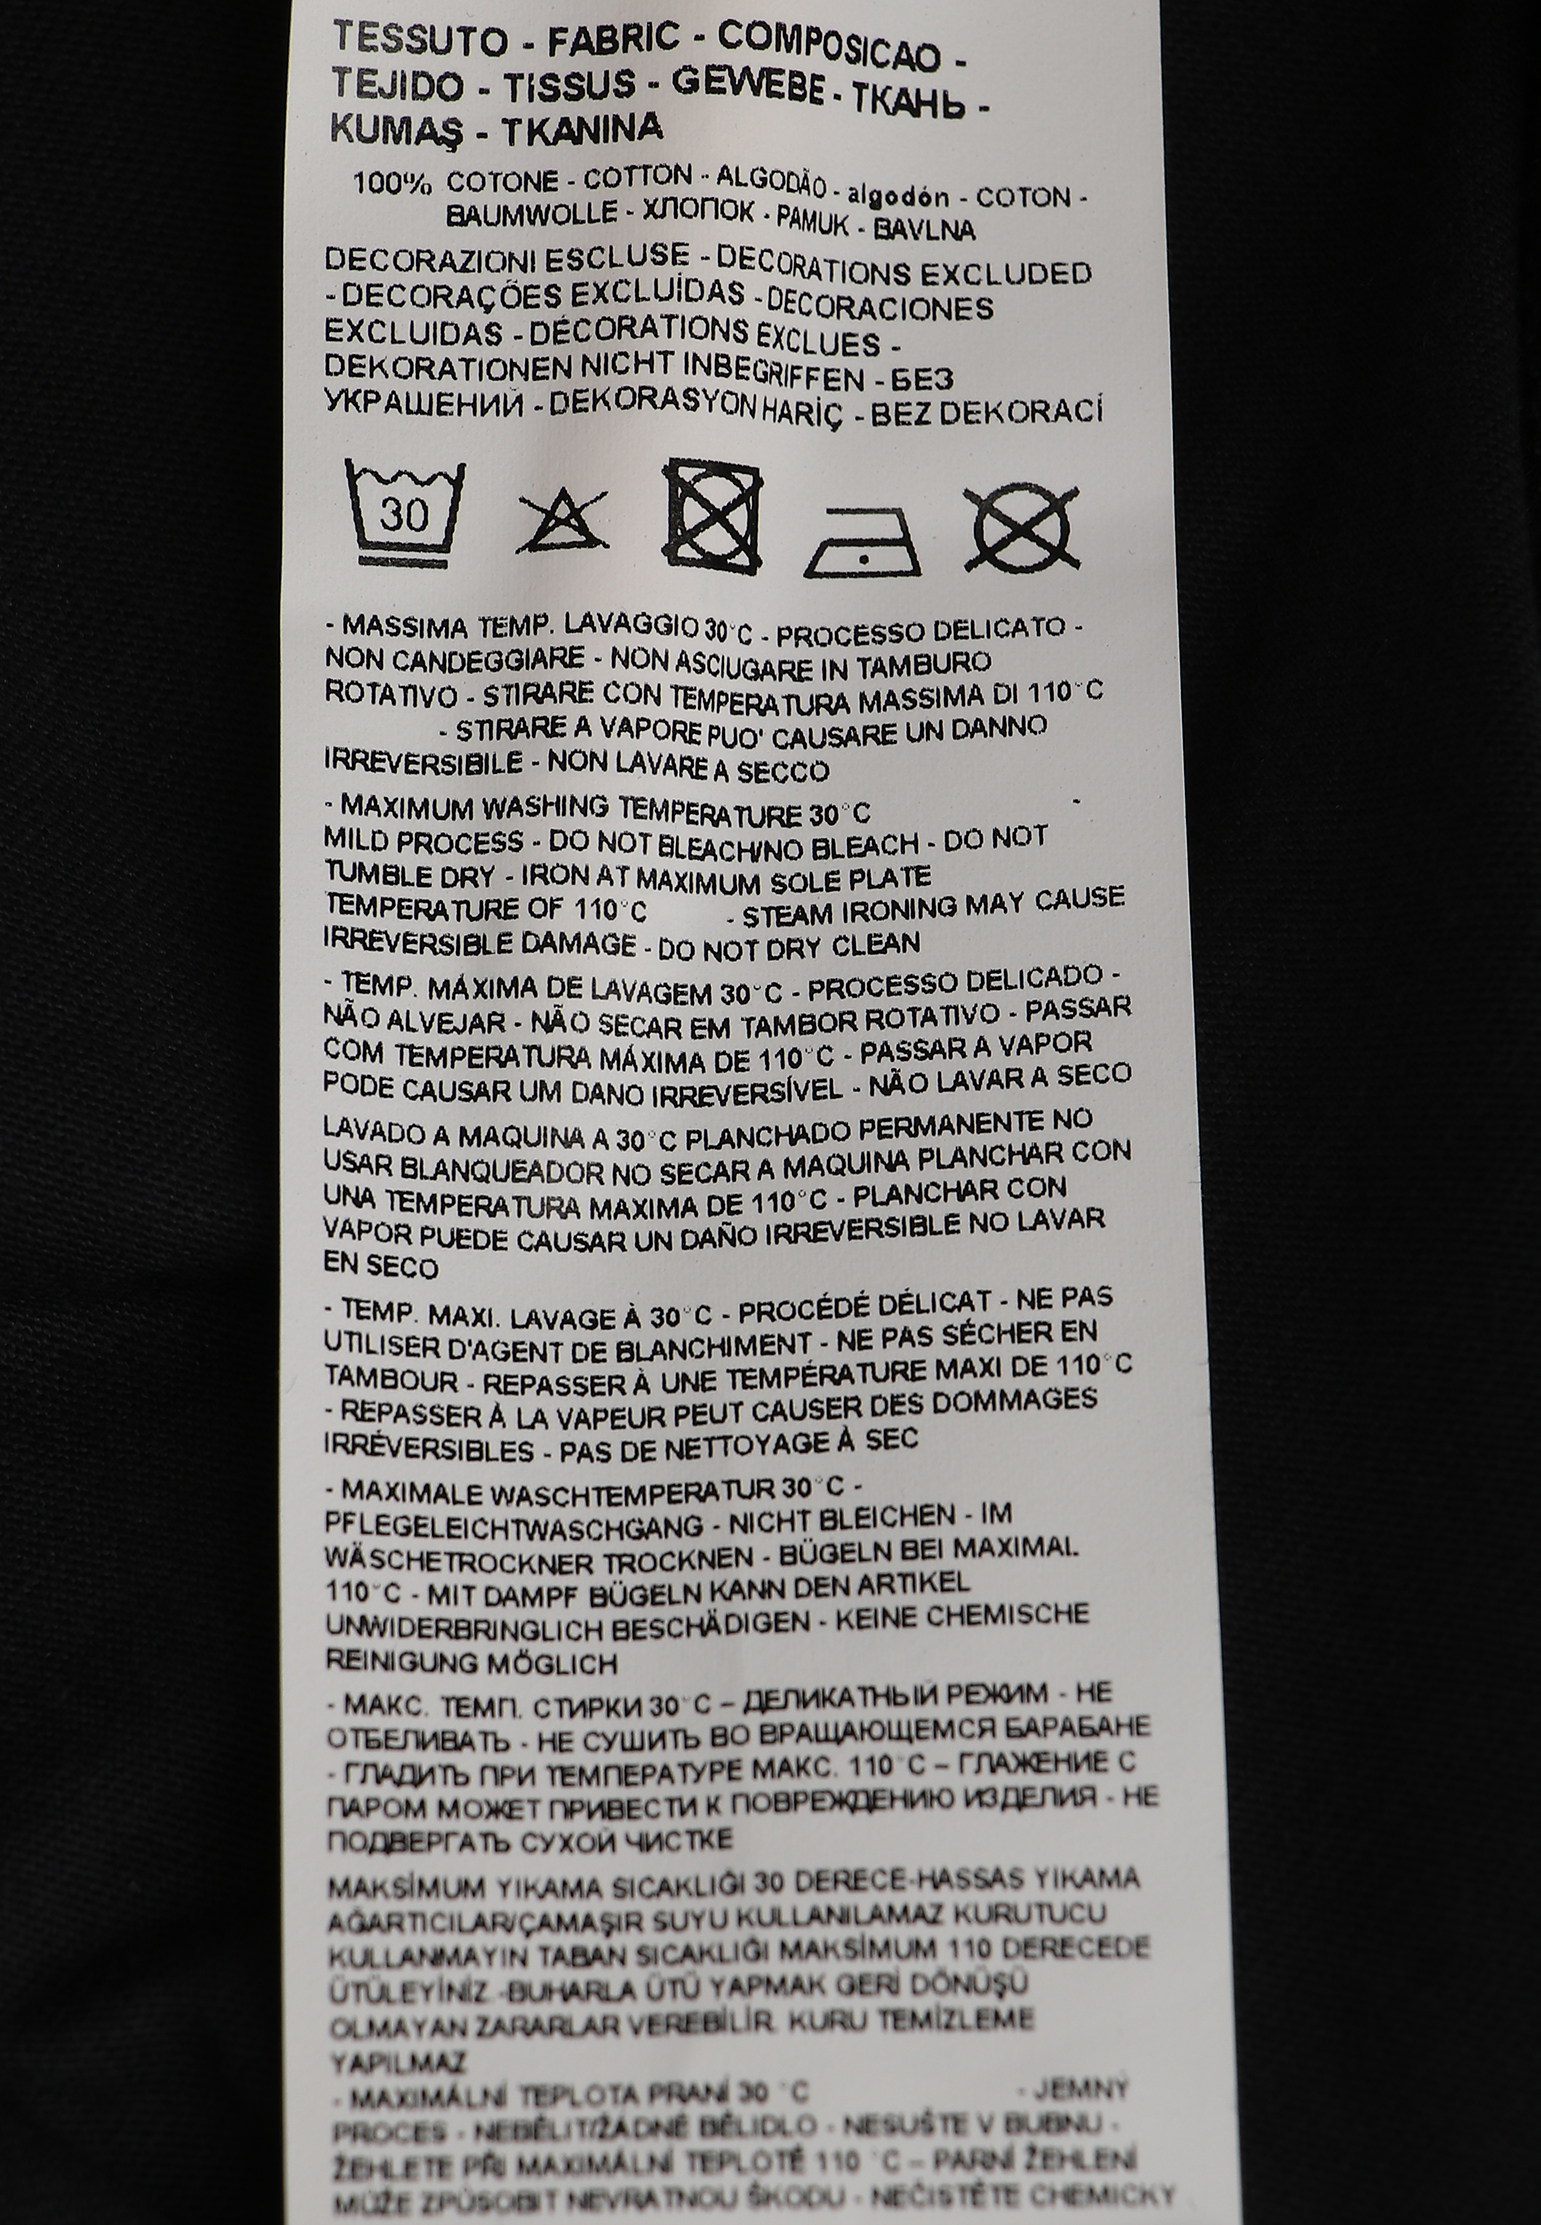 TESSUTO - FABRIC - COMPOSICAO -
TEJIDO - TISSUS - GEWEBE - ТКАНЬ -
KUMAŞ - TKANINA
100% COTONE - COTTON - ALGODÃO - algodón - COTON -
BAUMWOLLE - ХЛОПОК - PAMUK - BAVLNA
DECORAZIONI ESCLUSE - DECORATIONS EXCLUDED
- DECORAÇÕES EXCLUÍDAS - DECORACIONES
EXCLUIDAS - DÉCORATIONS EXCLUES -
DEKORATIONEN NICHT INBEGRIFFEN - БЕЗ
УКРАШЕНИЙ - DEKORASYON HARİÇ - BEZ DEKORACÍ
30
- MASSIMA TEMP. LAVAGGIO 30°C - PROCESSO DELICATO -
NON CANDEGGIARE - NON ASCIUGARE IN TAMBURO
ROTATIVO - STIRARE CON TEMPERATURA MASSIMA DI 110°C
- STIRARE A VAPORE PUO' CAUSARE UN DANNO
IRREVERSIBILE - NON LAVARE A SECCO
- MAXIMUM WASHING TEMPERATURE 30°C -
MILD PROCESS - DO NOT BLEACH/NO BLEACH - DO NOT
TUMBLE DRY - IRON AT MAXIMUM SOLE PLATE
TEMPERATURE OF 110°C - STEAM IRONING MAY CAUSE
IRREVERSIBLE DAMAGE - DO NOT DRY CLEAN
- TEMP. MÁXIMA DE LAVAGEM 30°C - PROCESSO DELICADO -
NÃO ALVEJAR - NÃO SECAR EM TAMBOR ROTATIVO - PASSAR
COM TEMPERATURA MÁXIMA DE 110°C - PASSAR A VAPOR
PODE CAUSAR UM DANO IRREVERSÍVEL - NÃO LAVAR A SECO
LAVADO A MAQUINA A 30°C PLANCHADO PERMANENTE NO
USAR BLANQUEADOR NO SECAR A MAQUINA PLANCHAR CON
UNA TEMPERATURA MAXIMA DE 110°C - PLANCHAR CON
VAPOR PUEDE CAUSAR UN DAÑO IRREVERSIBLE NO LAVAR
EN SECO
- TEMP. MAXI. LAVAGE À 30°C - PROCÉDÉ DÉLICAT - NE PAS
UTILISER D'AGENT DE BLANCHIMENT - NE PAS SÉCHER EN
TAMBOUR - REPASSER À UNE TEMPÉRATURE MAXI DE 110°C
- REPASSER À LA VAPEUR PEUT CAUSER DES DOMMAGES
IRRÉVERSIBLES - PAS DE NETTOYAGE À SEC
- MAXIMALE WASCHTEMPERATUR 30°C -
PFLEGELEICHTWASCHGANG - NICHT BLEICHEN - IM
WÄSCHETROCKNER TROCKNEN - BÜGELN BEI MAXIMAL
110°C - MIT DAMPF BÜGELN KANN DEN ARTIKEL
UNWIDERBRINGLICH BESCHÄDIGEN - KEINE CHEMISCHE
REINIGUNG MÖGLICH
- МАКС. ТЕМП. СТИРКИ 30°C – ДЕЛИКАТНЫЙ РЕЖИМ - НЕ
ОТБЕЛИВАТЬ - НЕ СУШИТЬ ВО ВРАЩАЮЩЕМСЯ БАРАБАНЕ
- ГЛАДИТЬ ПРИ ТЕМПЕРАТУРЕ МАКС. 110°C – ГЛАЖЕНИЕ С
ПАРОМ МОЖЕТ ПРИВЕСТИ К ПОВРЕЖДЕНИЮ ИЗДЕЛИЯ - НЕ
ПОДВЕРГАТЬ СУХОЙ ЧИСТКЕ
MAKSİMUM YIKAMA SICAKLIĞI 30 DERECE-HASSAS YIKAMA
AĞARTICILAR/ÇAMAŞIR SUYU KULLANILAMAZ KURUTUCU
KULLANMAYIN TABAN SICAKLIĞI MAKSİMUM 110 DERECEDE
ÜTÜLEYİNİZ -BUHARLA ÜTÜ YAPMAK GERİ DÖNÜŞÜ
OLMAYAN ZARARLAR VEREBİLİR. KURU TEMİZLEME
YAPILMAZ
- MAXIMÁLNÍ TEPLOTA PRANÍ 30 °C - JEMNÝ
PROCES - NEBĚLIT/ŽÁDNÉ BĚLIDLO - NESUŠTE V BUBNU -
ŽEHLETE PŘI MAXIMÁLNÍ TEPLOTĚ 110 °C – PARNÍ ŽEHLENÍ
MŮŽE ZPŮSOBIT NEVRATNOU ŠKODU - NEČISTĚTE CHEMICKY